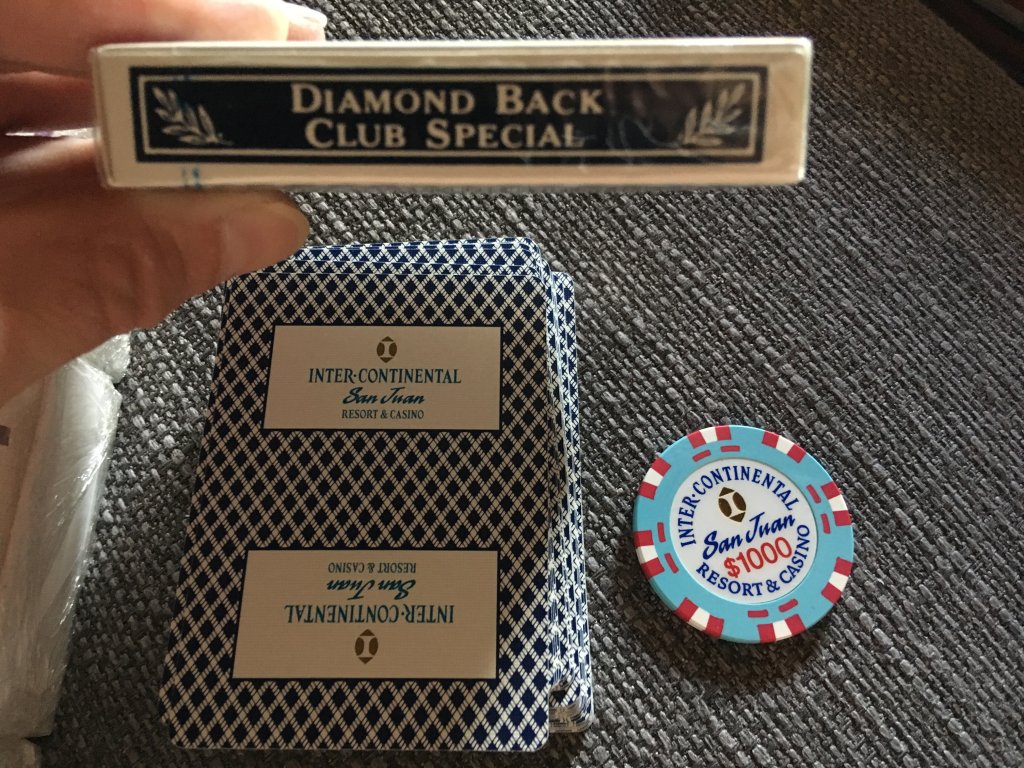 DIAMOND BACK
CLUB SPECIAL
INTER·CONTINENTAL
San Juan
RESORT & CASINO
INTER·CONTINENTAL
San Juan
RESORT & CASINO
INTER·CONTINENTAL
San Juan
$1000
RESORT & CASINO